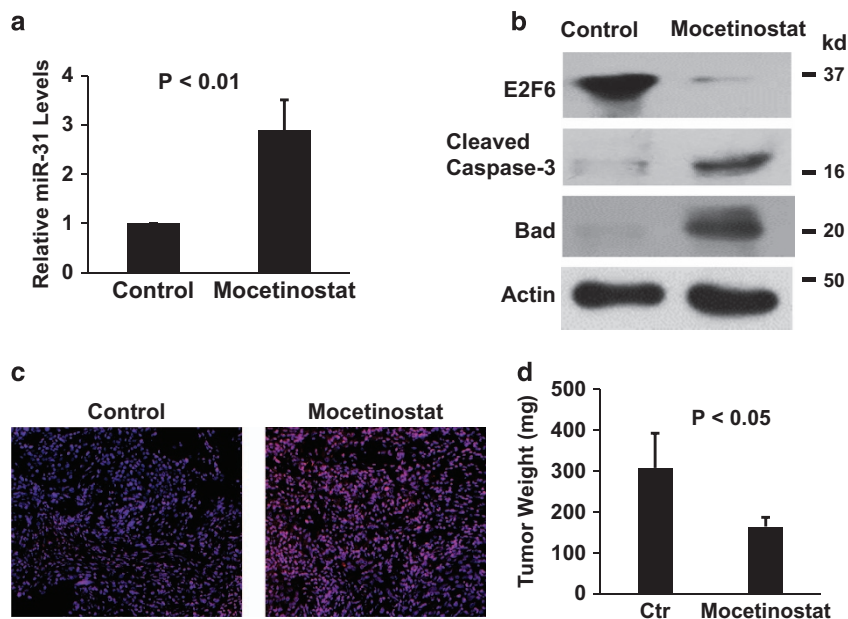 a
P < 0.01
Relative miR-31 Levels
4
3
2
1
0
Control
Mocetinostat
b
Control
Mocetinostat
kd
E2F6
37
Cleaved
Caspase-3
16
Bad
20
Actin
50
c
Control
Mocetinostat
d
P < 0.05
Tumor Weight (mg)
500
400
300
200
100
0
Ctr
Mocetinostat